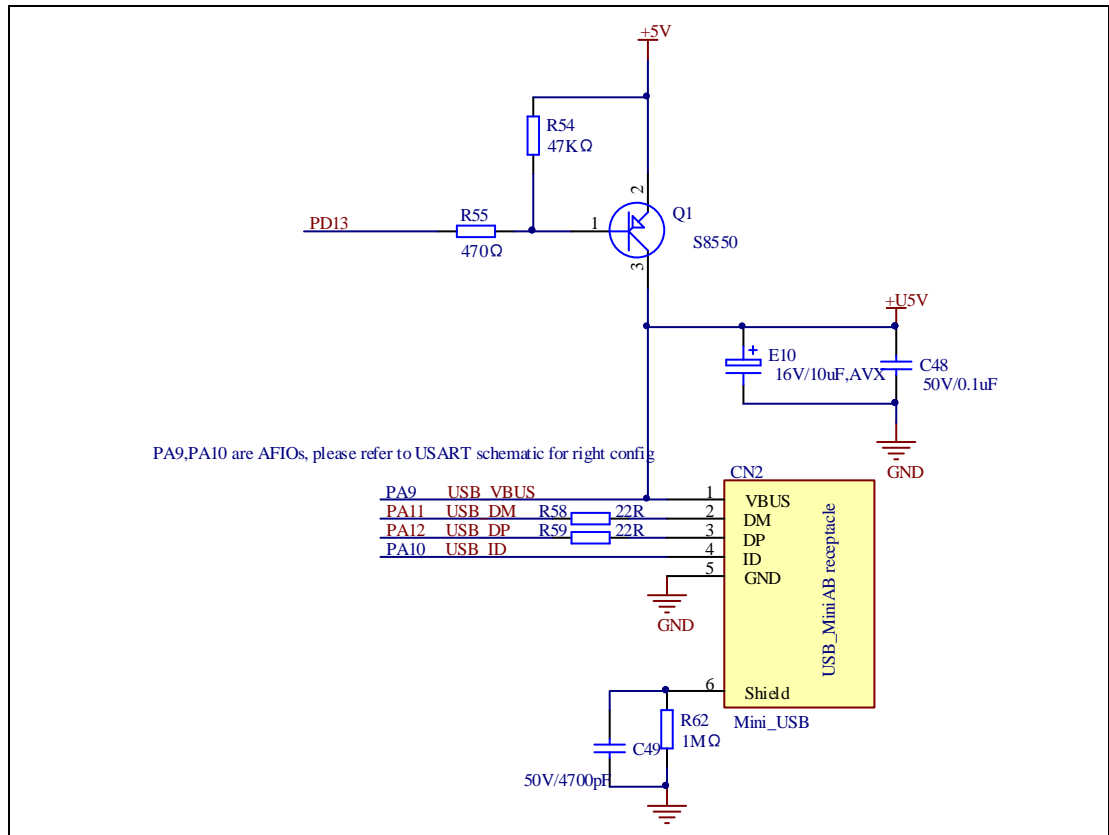 +5V
R54
47KΩ
2
Q1
PD13
R55
1
470Ω
S8550
3
+U5V
+
E10
16V/10uF,AVX
C48
50V/0.1uF
PA9,PA10 are AFIOs, please refer to USART schematic for right config
GND
CN2
PA9 USB_VBUS 1 VBUS
PA11 USB_DM R58 22R 2 DM
PA12 USB_DP R59 22R 3 DP
PA10 USB_ID 4 ID
5 GND
GND
USB_MiniAB receptacle
6 Shield
R62
Mini_USB
C49
1MΩ
50V/4700pF